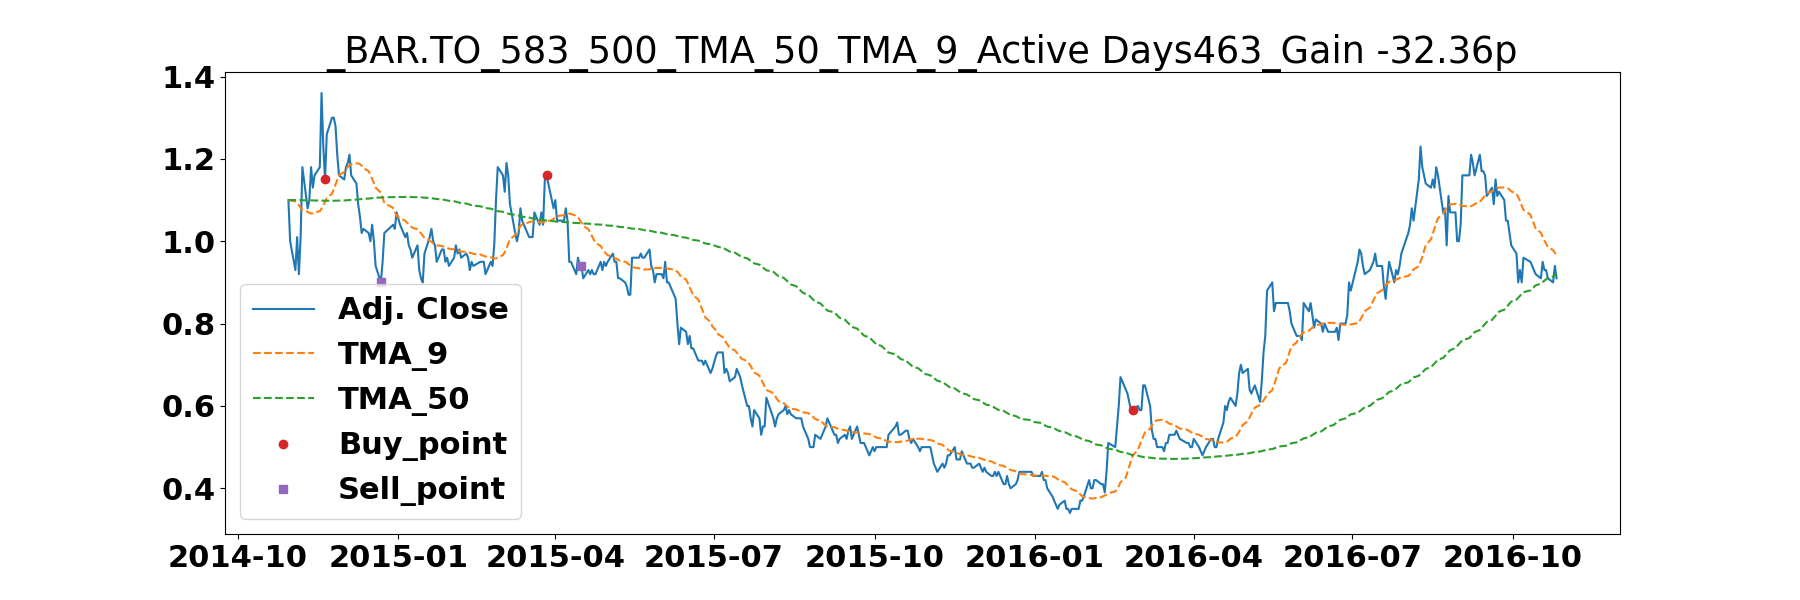 _BAR.TO_583_500_TMA_50_TMA_9_Active Days463_Gain -32.36p
1.4
1.2
1.0
0.8
0.6
0.4
Adj. Close
TMA_9
TMA_50
Buy_point
Sell_point
2014-10 2015-01 2015-04 2015-07 2015-10 2016-01 2016-04 2016-07 2016-10